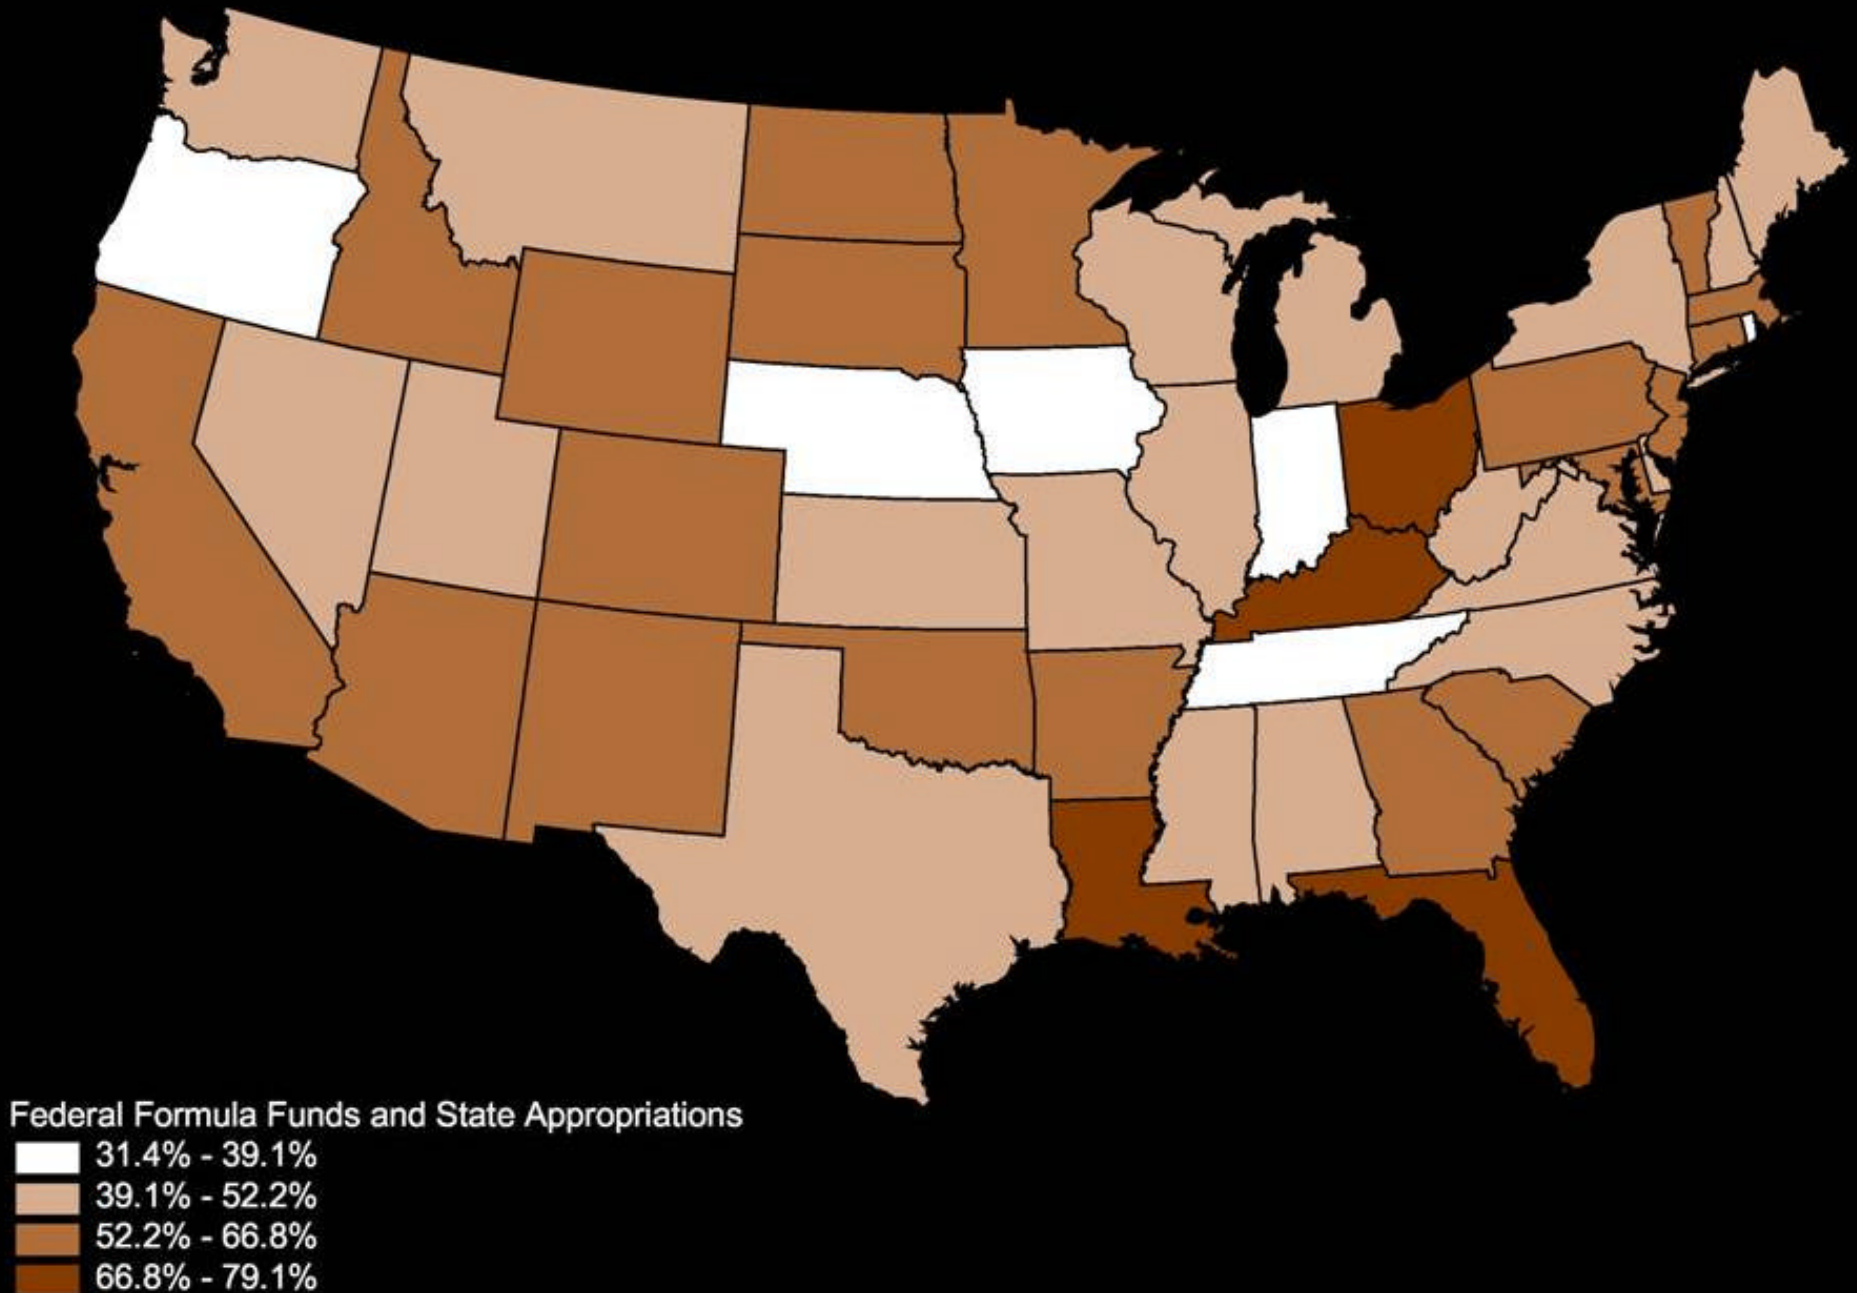 Federal Formula Funds and State Appropriations
31.4% - 39.1%
39.1% - 52.2%
52.2% - 66.8%
66.8% - 79.1%